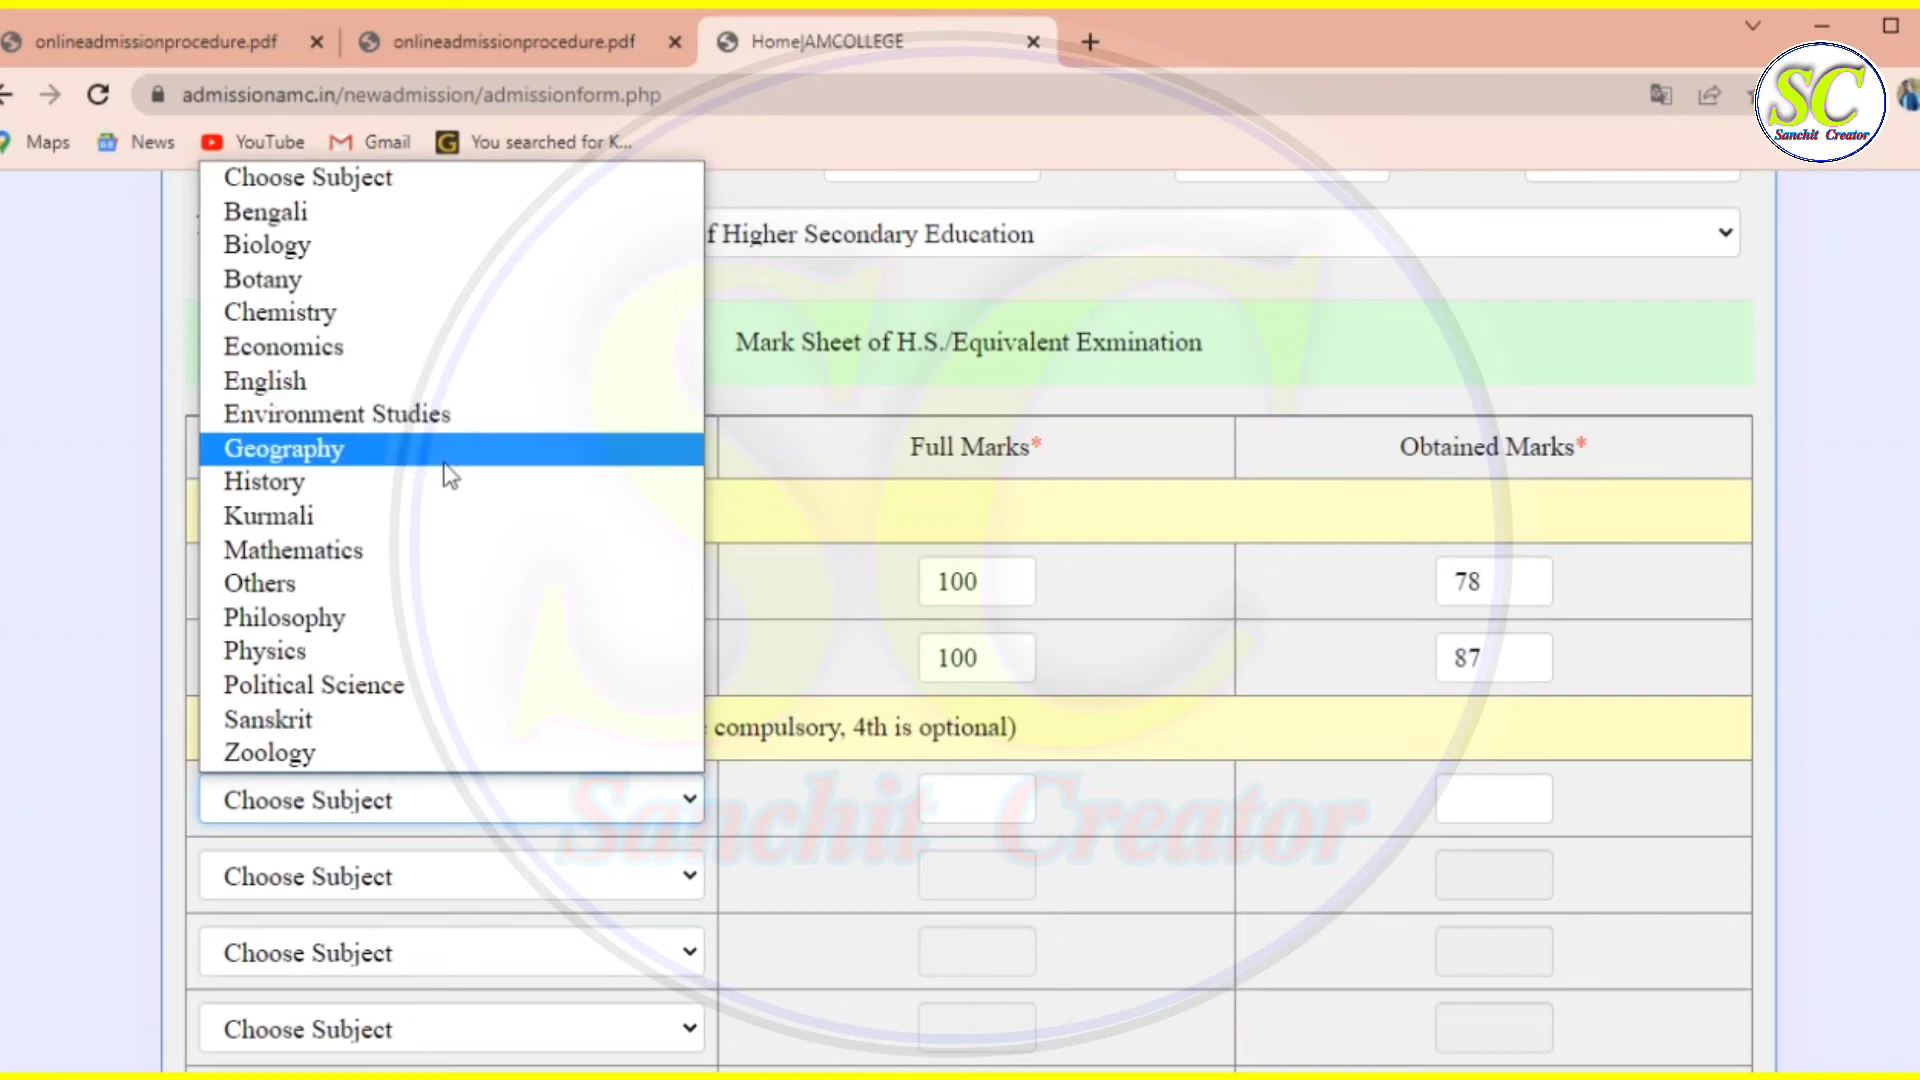 onlineadmissionprocedure.pdf
onlineadmissionprocedure.pdf
Home|AMCOLLEGE
admissionamc.in/newadmission/admissionform.php
SC
Sanchit Creator
Maps
News
YouTube
Gmail
You searched for K...
Choose Subject
Bengali
Biology
Botany
Chemistry
Economics
English
Environment Studies
Geography
History
Kurmali
Mathematics
Others
Philosophy
Physics
Political Science
Sanskrit
Zoology
f Higher Secondary Education
Mark Sheet of H.S./Equivalent Exmination
Full Marks* Obtained Marks*
100 78
100 87
compulsory, 4th is optional)
Choose Subject
Choose Subject
Choose Subject
Choose Subject
SC
Sanchit Creator